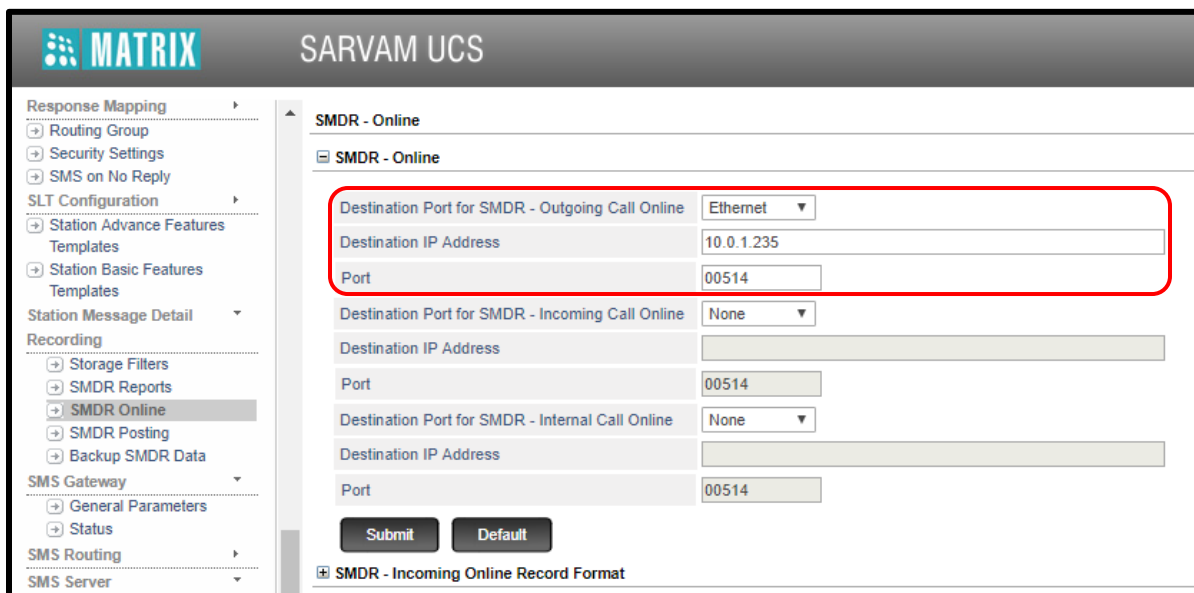 MATRIX
SARVAM UCS
Response Mapping
Routing Group
Security Settings
SMS on No Reply
SLT Configuration
Station Advance Features
Templates
Station Basic Features
Templates
Station Message Detail
Recording
Storage Filters
SMDR Reports
SMDR Online
SMDR Posting
Backup SMDR Data
SMS Gateway
General Parameters
Status
SMS Routing
SMS Server
SMDR - Online
SMDR - Online
Destination Port for SMDR - Outgoing Call Online Ethernet
Destination IP Address 10.0.1.235
Port 00514
Destination Port for SMDR - Incoming Call Online None
Destination IP Address
Port 00514
Destination Port for SMDR - Internal Call Online None
Destination IP Address
Port 00514
Submit Default
SMDR - Incoming Online Record Format